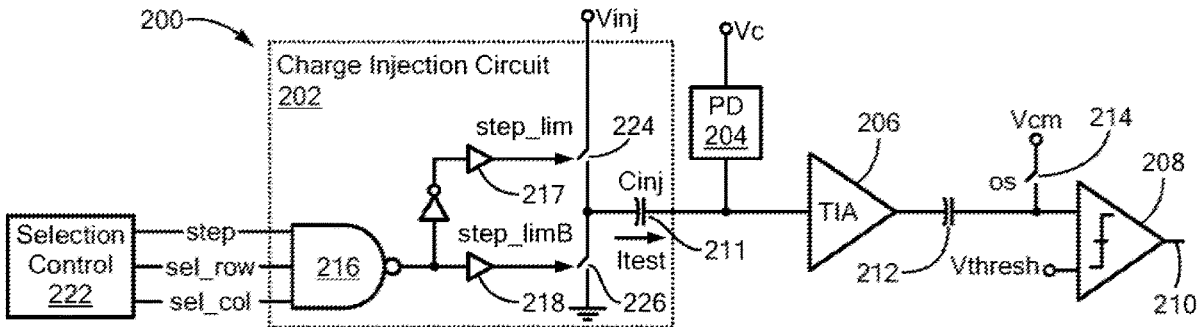 200
Vinj
Vc
Charge Injection Circuit
202
PD
204
step_lim
224
217
206
Vcm
214
os
208
Cinj
TIA
Selection
Control
222
step
sel_row
sel_col
216
step_limB
218
Itest
211
226
212
Vthresh
210